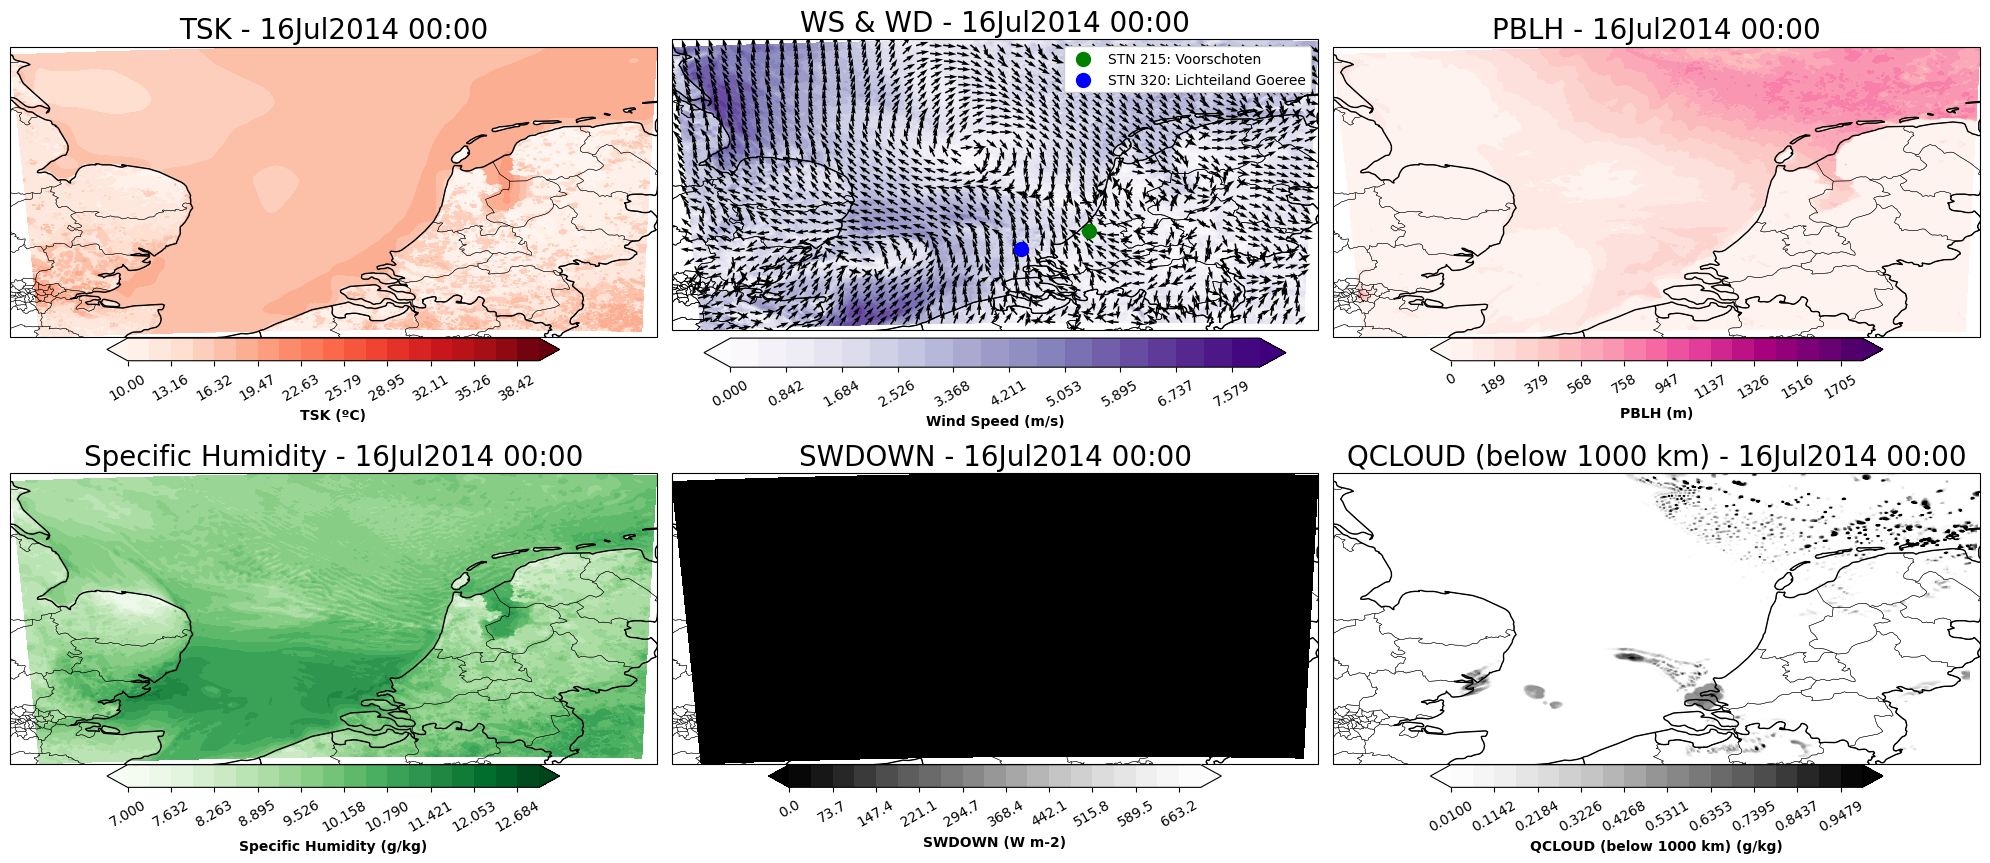 TSK - 16Jul2014 00:00
WS & WD - 16Jul2014 00:00
PBLH - 16Jul2014 00:00
STN 215: Voorschoten
STN 320: Lichteiland Goeree
10.00 13.16 16.32 19.47 22.63 25.79 28.95 32.11 35.26 38.42
TSK (ºC)
0.000 0.842 1.684 2.526 3.368 4.211 5.053 5.895 6.737 7.579
Wind Speed (m/s)
0 189 379 568 758 947 1137 1326 1516 1705
PBLH (m)
Specific Humidity - 16Jul2014 00:00
SWDOWN - 16Jul2014 00:00
QCLOUD (below 1000 km) - 16Jul2014 00:00
7.000 7.632 8.263 8.895 9.526 10.158 10.790 11.421 12.053 12.684
Specific Humidity (g/kg)
0.0 73.7 147.4 221.1 294.7 368.4 442.1 515.8 589.5 663.2
SWDOWN (W m-2)
0.0100 0.1142 0.2184 0.3226 0.4268 0.5311 0.6353 0.7395 0.8437 0.9479
QCLOUD (below 1000 km) (g/kg)